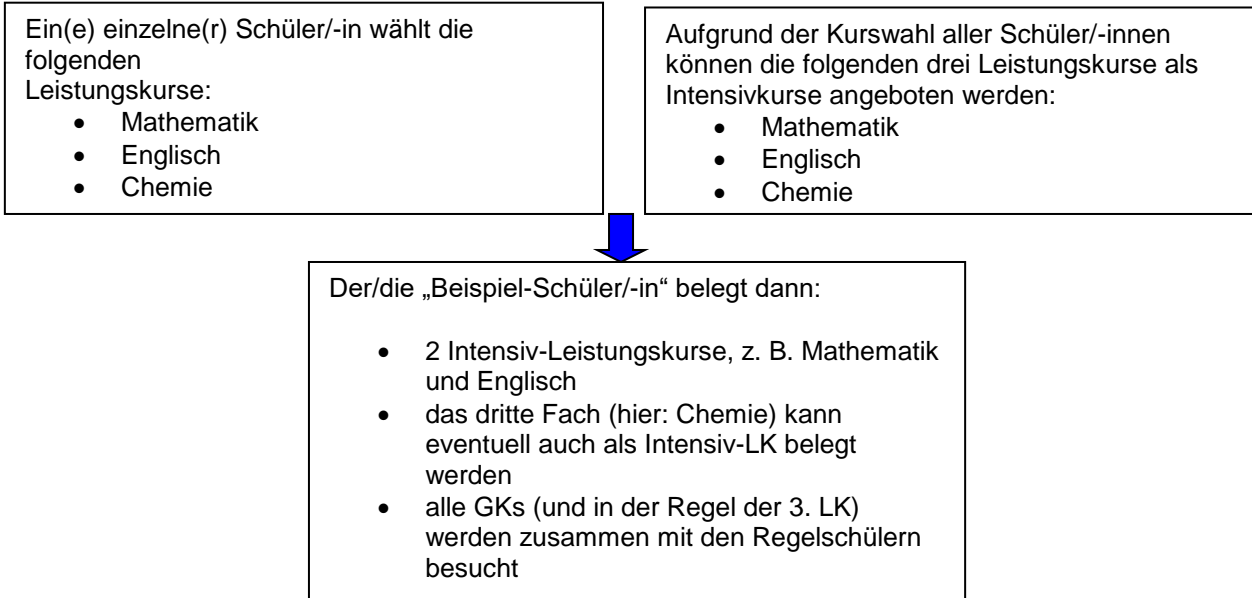 Ein(e) einzelne(r) Schüler/-in wählt die
folgenden
Leistungskurse:
• Mathematik
• Englisch
• Chemie
Aufgrund der Kurswahl aller Schüler/-innen
können die folgenden drei Leistungskurse als
Intensivkurse angeboten werden:
• Mathematik
• Englisch
• Chemie
Der/die „Beispiel-Schüler/-in“ belegt dann:
• 2 Intensiv-Leistungskurse, z. B. Mathematik
und Englisch
• das dritte Fach (hier: Chemie) kann
eventuell auch als Intensiv-LK belegt
werden
• alle GKs (und in der Regel der 3. LK)
werden zusammen mit den Regelschülern
besucht